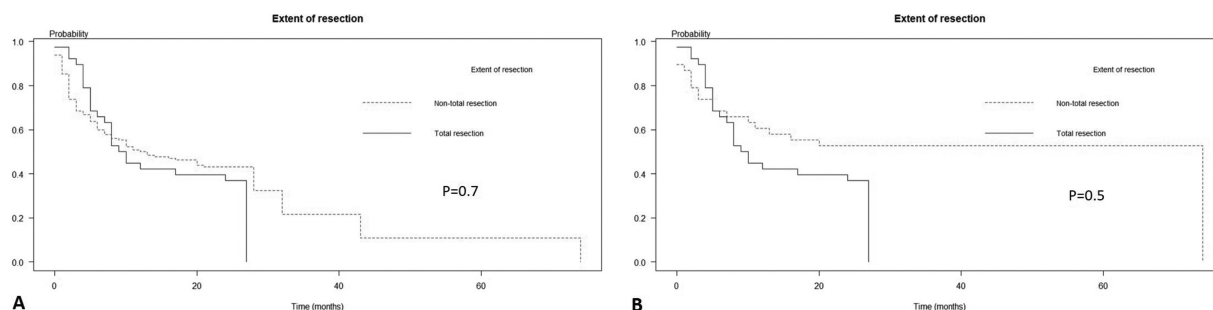 Extent of resection
Probability
1.0
0.8
0.6
0.4
0.2
0.0
Extent of resection
Non-total resection
Total resection
P=0.7
0
20
40
60
Time (months)
A
Extent of resection
Probability
1.0
0.8
0.6
0.4
0.2
0.0
Extent of resection
Non-total resection
Total resection
P=0.5
0
20
40
60
Time (months)
B